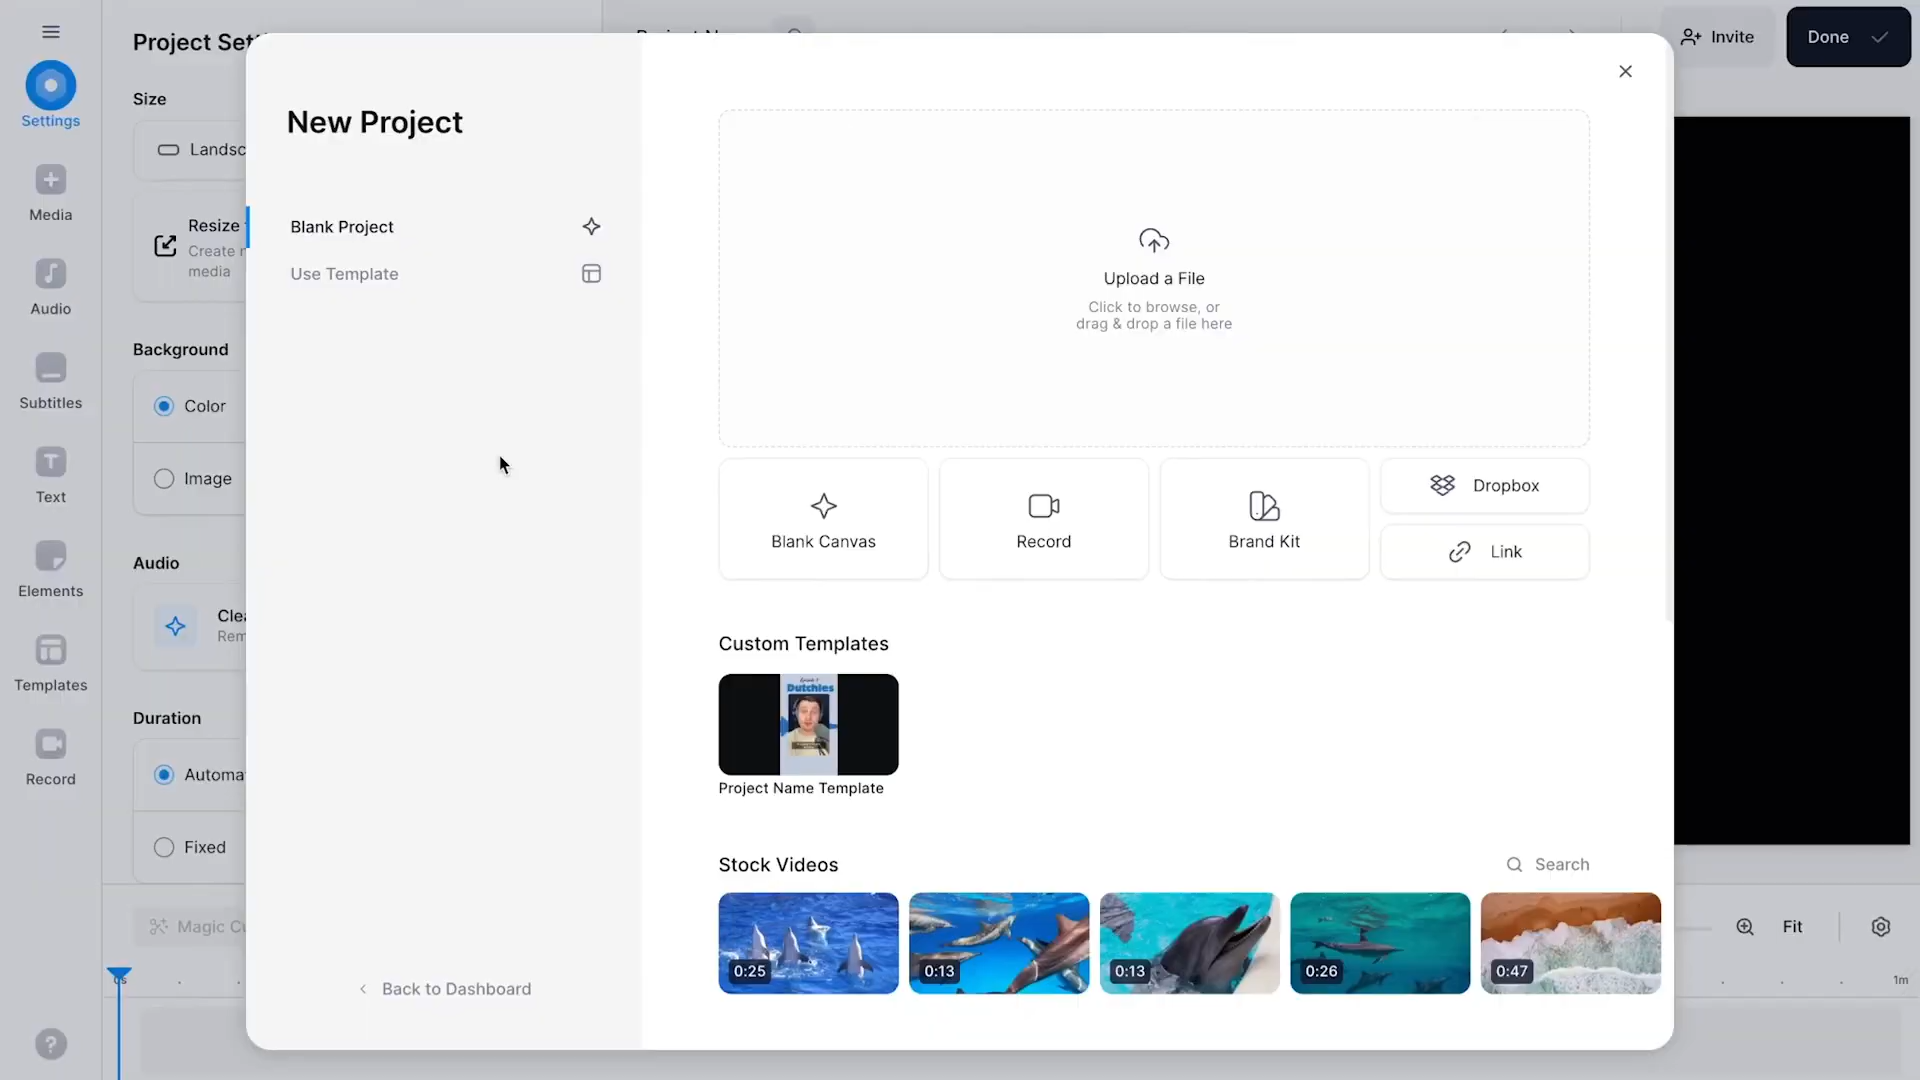 Project Set
Invite
Done
Settings
Media
Audio
Subtitles
Text
Elements
Templates
Record
Size
Landsc
Resize
Create
media
Background
Color
Image
Audio
Clea
Rem
Duration
Automa
Fixed
Magic Cu
New Project
Blank Project
Use Template
Back to Dashboard
Upload a File
Click to browse, or
drag & drop a file here
Blank Canvas
Record
Brand Kit
Dropbox
Link
Custom Templates
Dutchies
Project Name Template
Stock Videos
Search
0:25
0:13
0:13
0:26
0:47
Fit
1m
?